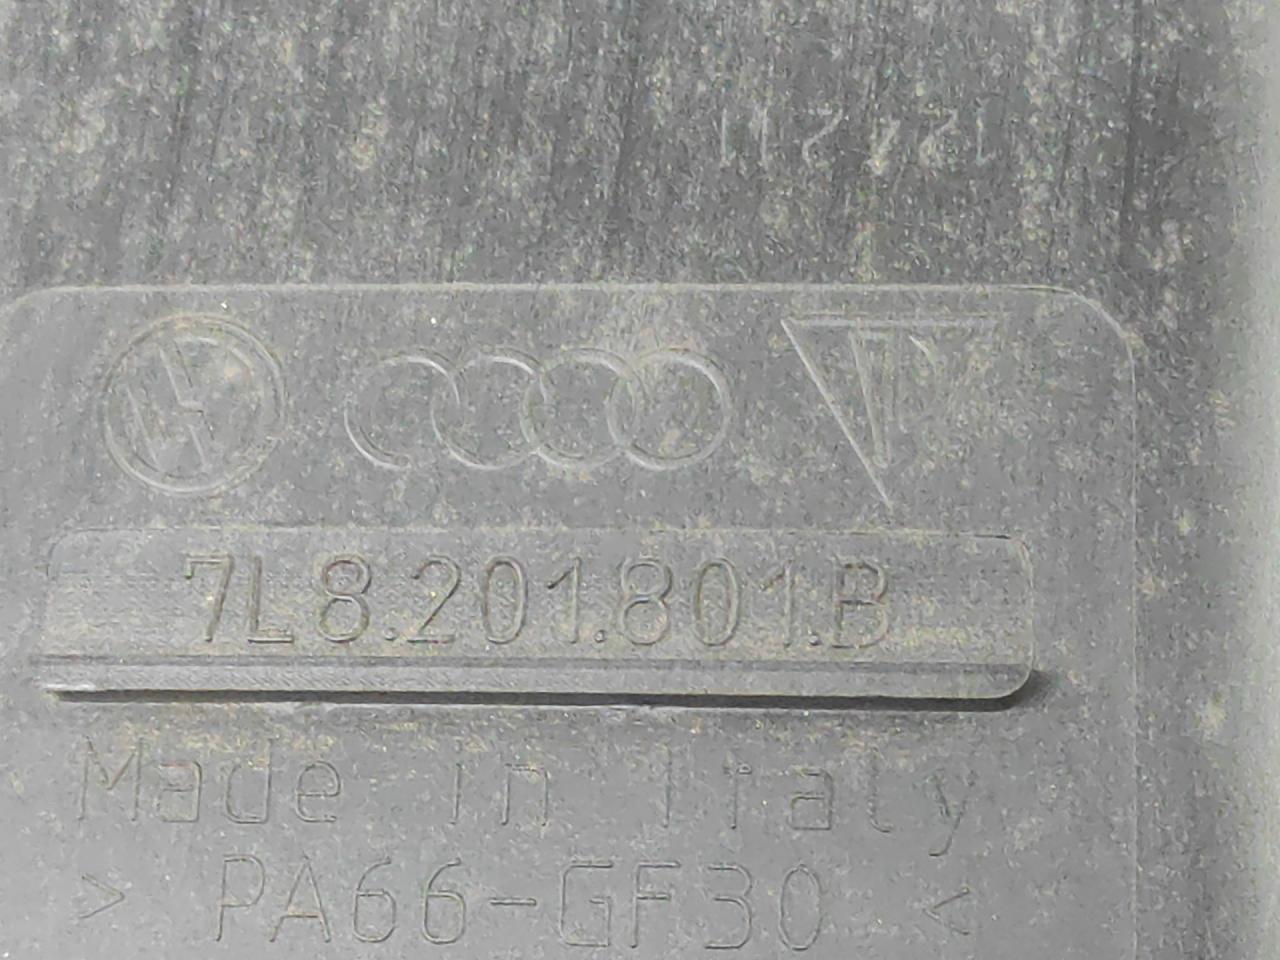 7L8.201.801.B
Made in Italy
> PA66-GF30 <